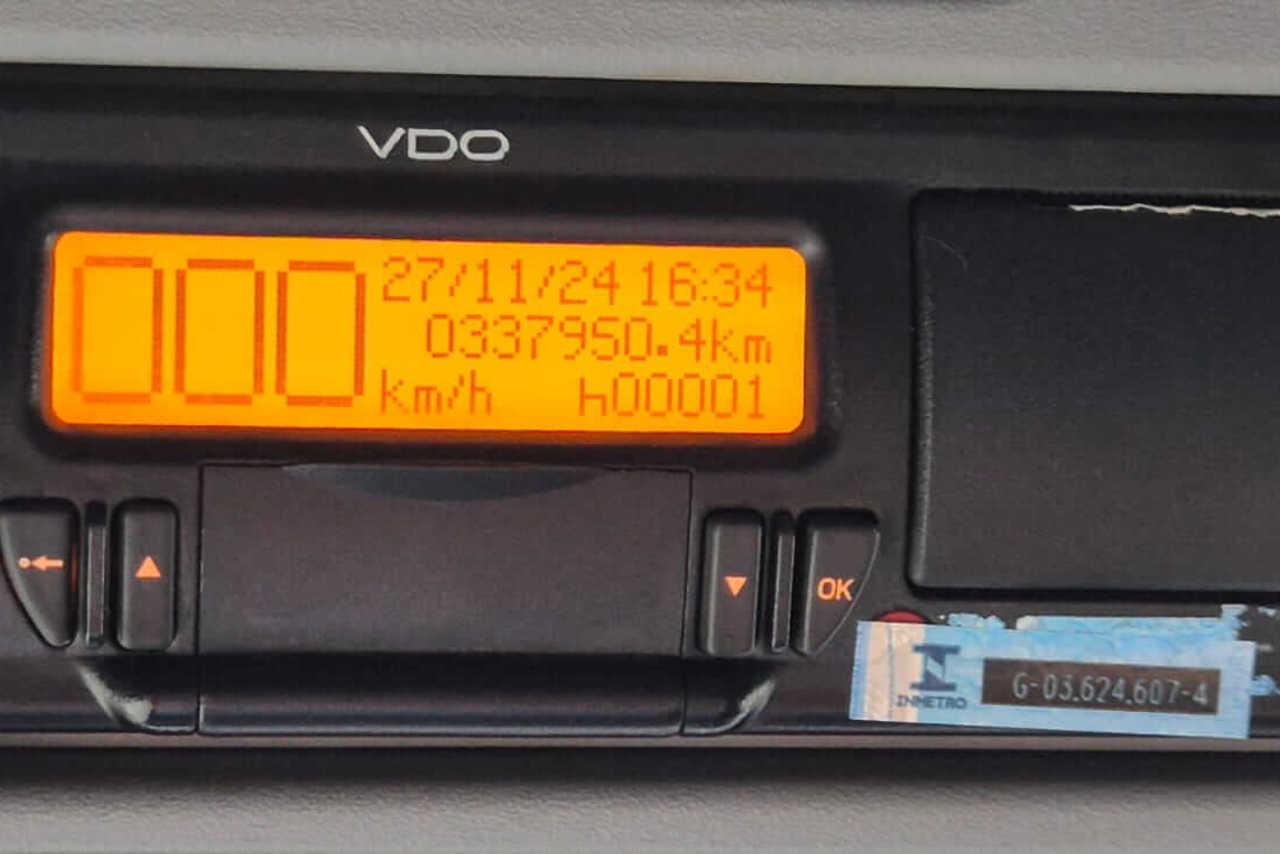 VDO
000 27/11/24 16:34
0337950.4km
km/h h00001
OK
INMETRO G-03.624.607-4